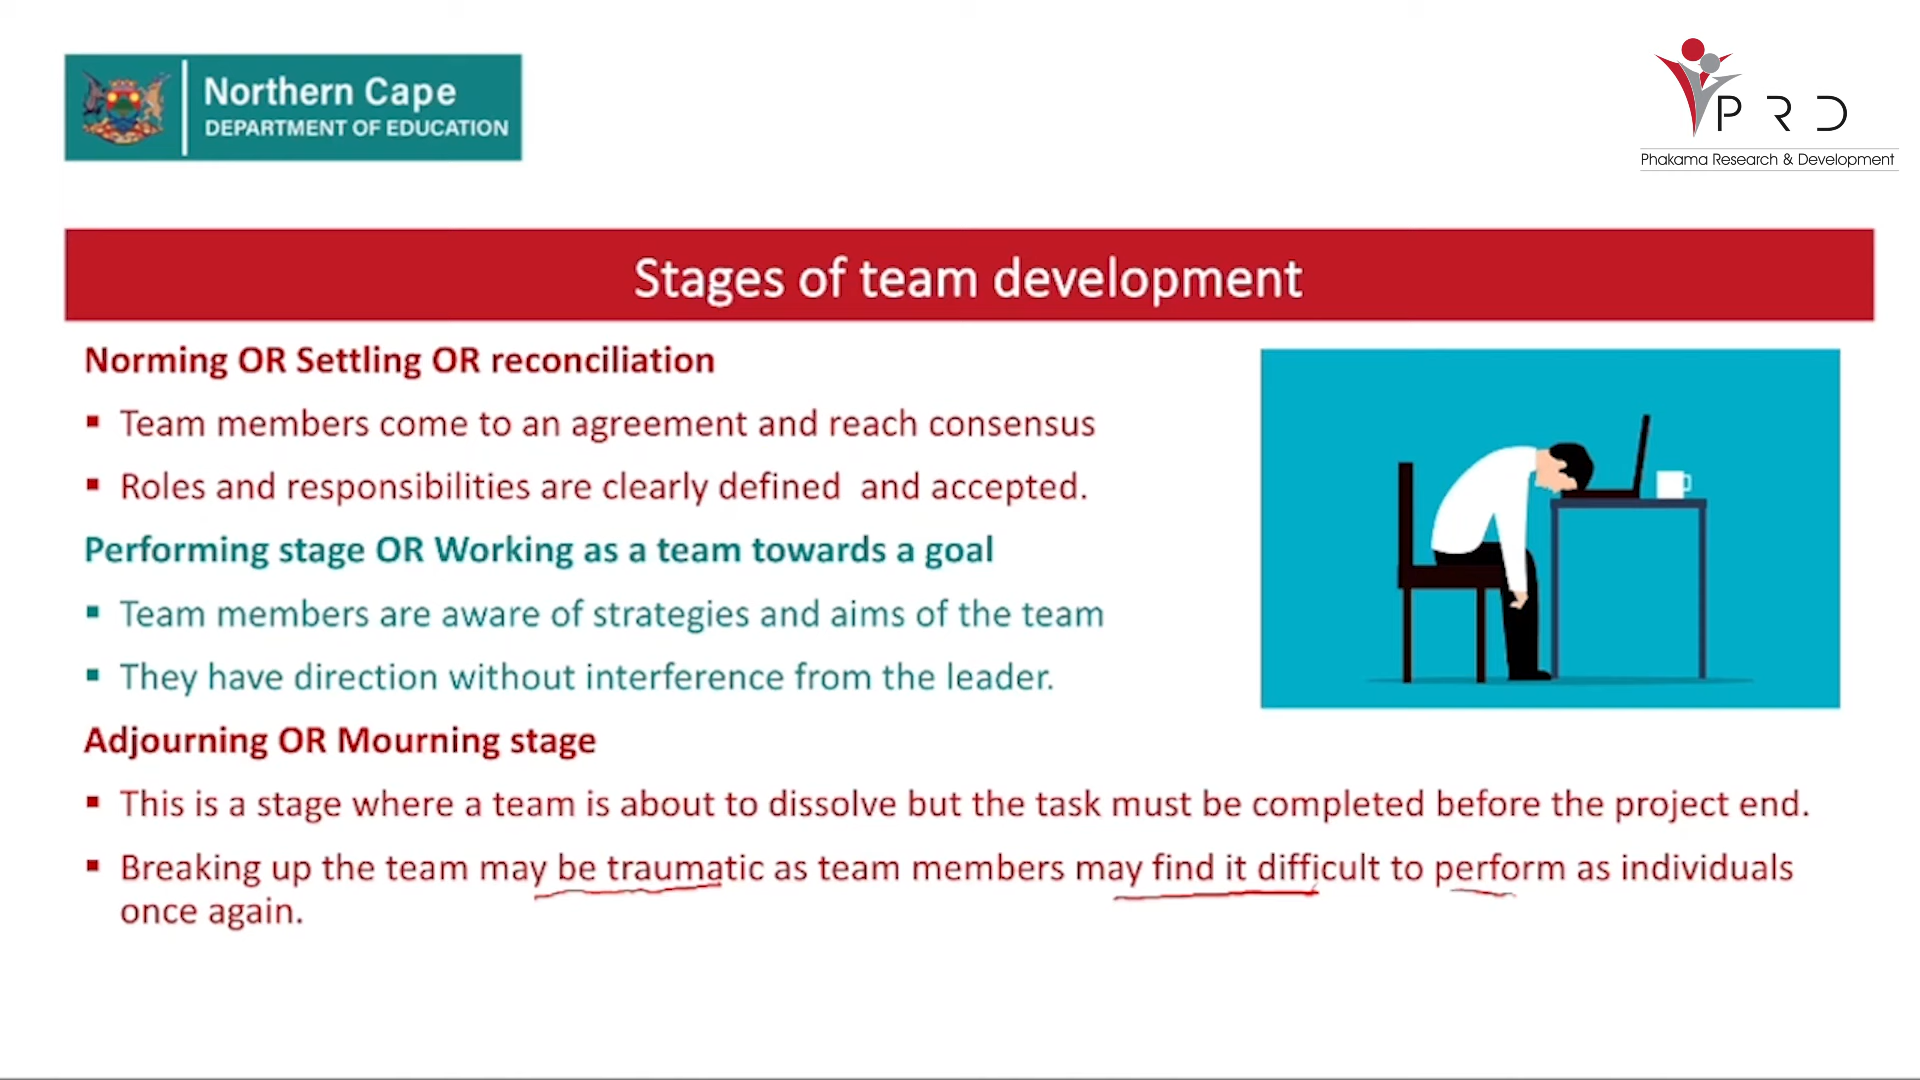 Northern Cape
DEPARTMENT OF EDUCATION
P R D
Phakama Research & Development
Stages of team development
Norming OR Settling OR reconciliation
▪ Team members come to an agreement and reach consensus
▪ Roles and responsibilities are clearly defined  and accepted.
Performing stage OR Working as a team towards a goal
▪ Team members are aware of strategies and aims of the team
▪ They have direction without interference from the leader.
Adjourning OR Mourning stage
▪ This is a stage where a team is about to dissolve but the task must be completed before the project end.
▪ Breaking up the team may be traumatic as team members may find it difficult to perform as individuals
once again.